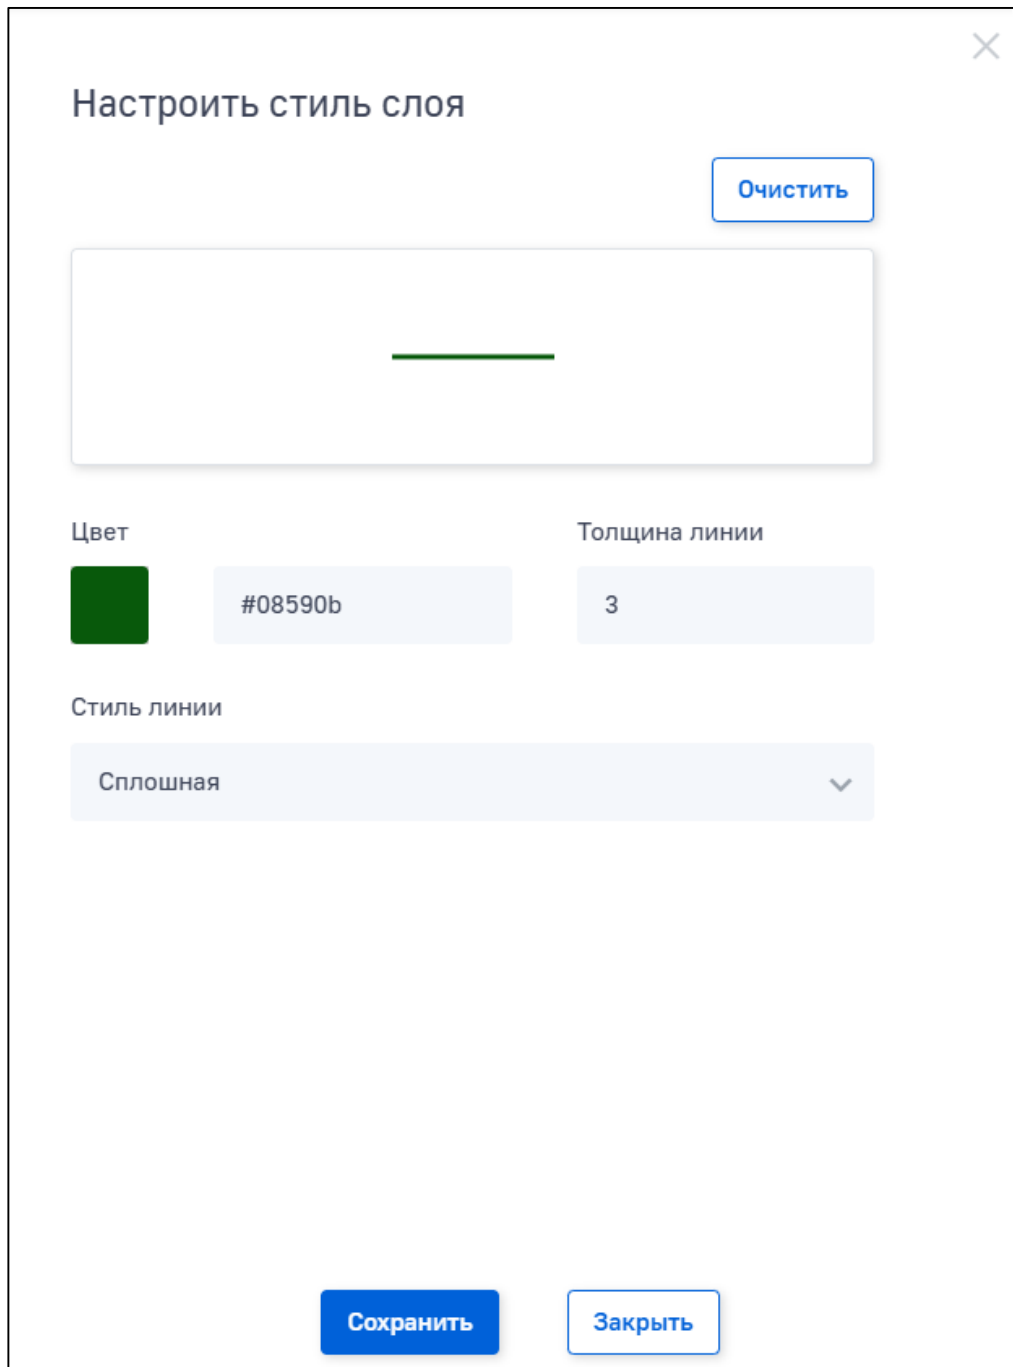 Настроить стиль слоя
Очистить
Цвет
Толщина линии
#08590b
3
Стиль линии
Сплошная
Сохранить
Закрыть